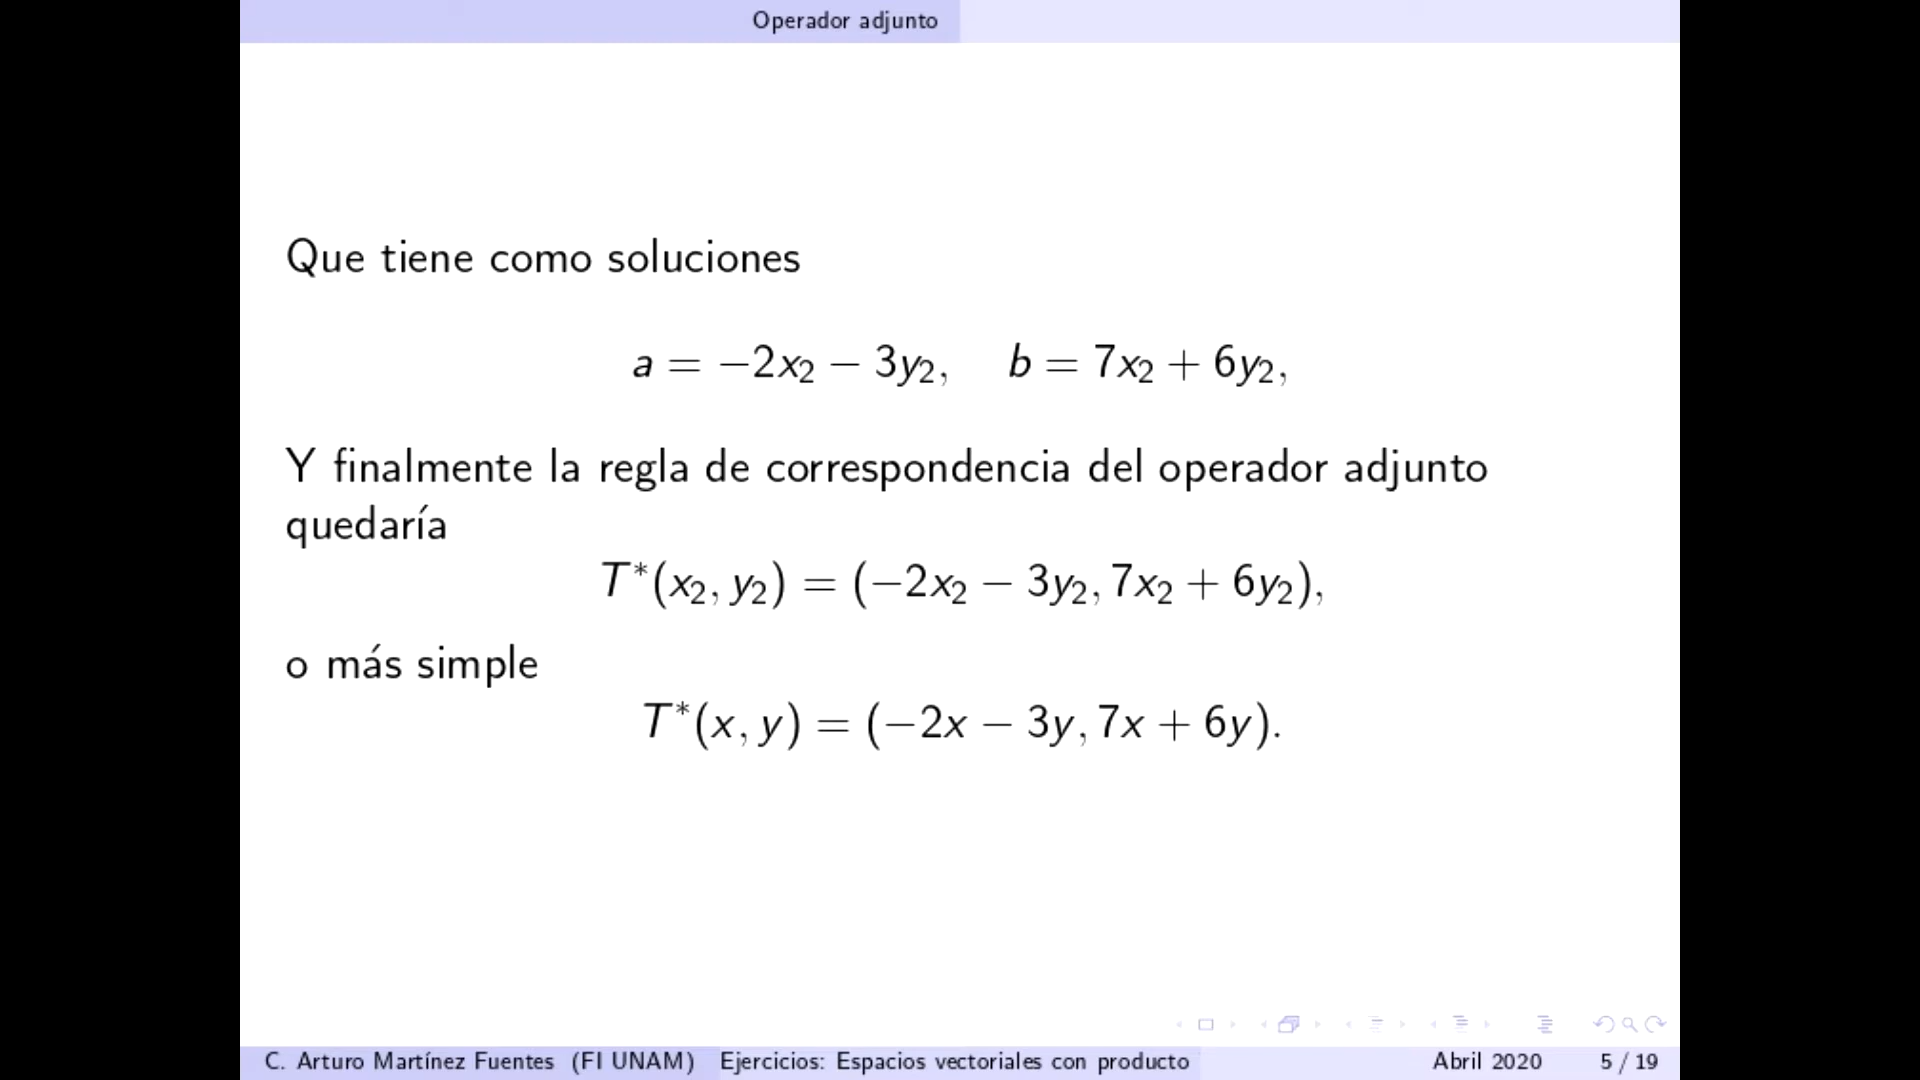 Operador adjunto
Que tiene como soluciones
a = −2x₂ − 3y₂, b = 7x₂ + 6y₂,
Y finalmente la regla de correspondencia del operador adjunto
quedaría
T*(x₂, y₂) = (−2x₂ − 3y₂, 7x₂ + 6y₂),
o más simple
T*(x, y) = (−2x − 3y, 7x + 6y).
C. Arturo Martínez Fuentes (FI UNAM) Ejercicios: Espacios vectoriales con producto Abril 2020 5 / 19